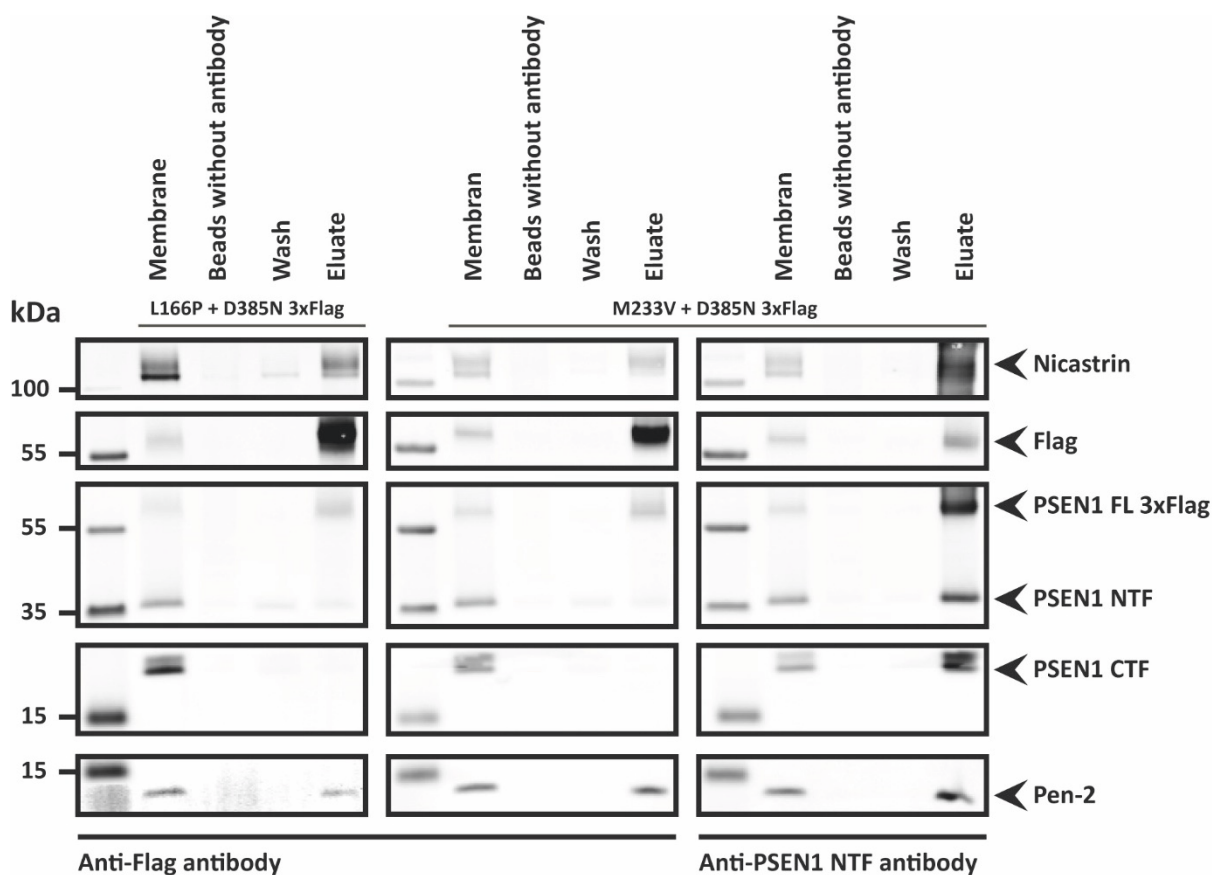 Membrane
Beads without antibody
Wash
Eluate
Membran
Beads without antibody
Wash
Eluate
Membran
Beads without antibody
Wash
Eluate
kDa
L166P + D385N 3xFlag
M233V + D385N 3xFlag
100
Nicastrin
55
Flag
PSEN1 FL 3xFlag
55
PSEN1 NTF
35
PSEN1 CTF
15
15
Pen-2
Anti-Flag antibody
Anti-PSEN1 NTF antibody